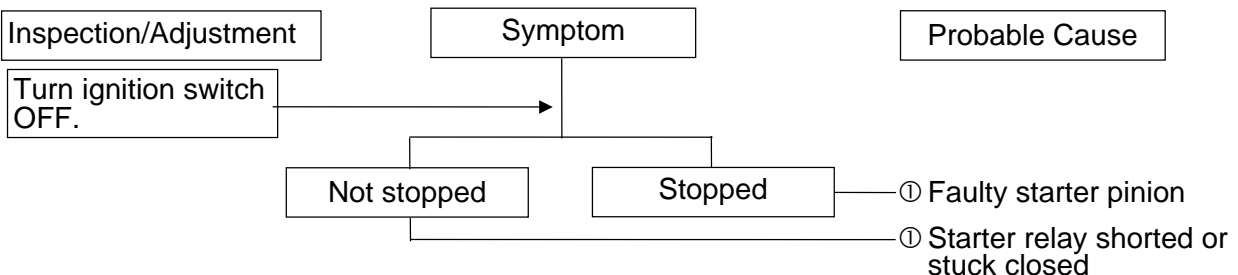 Inspection/Adjustment
Symptom
Probable Cause
Turn ignition switch
OFF.
Not stopped
Stopped
① Faulty starter pinion
① Starter relay shorted or
stuck closed